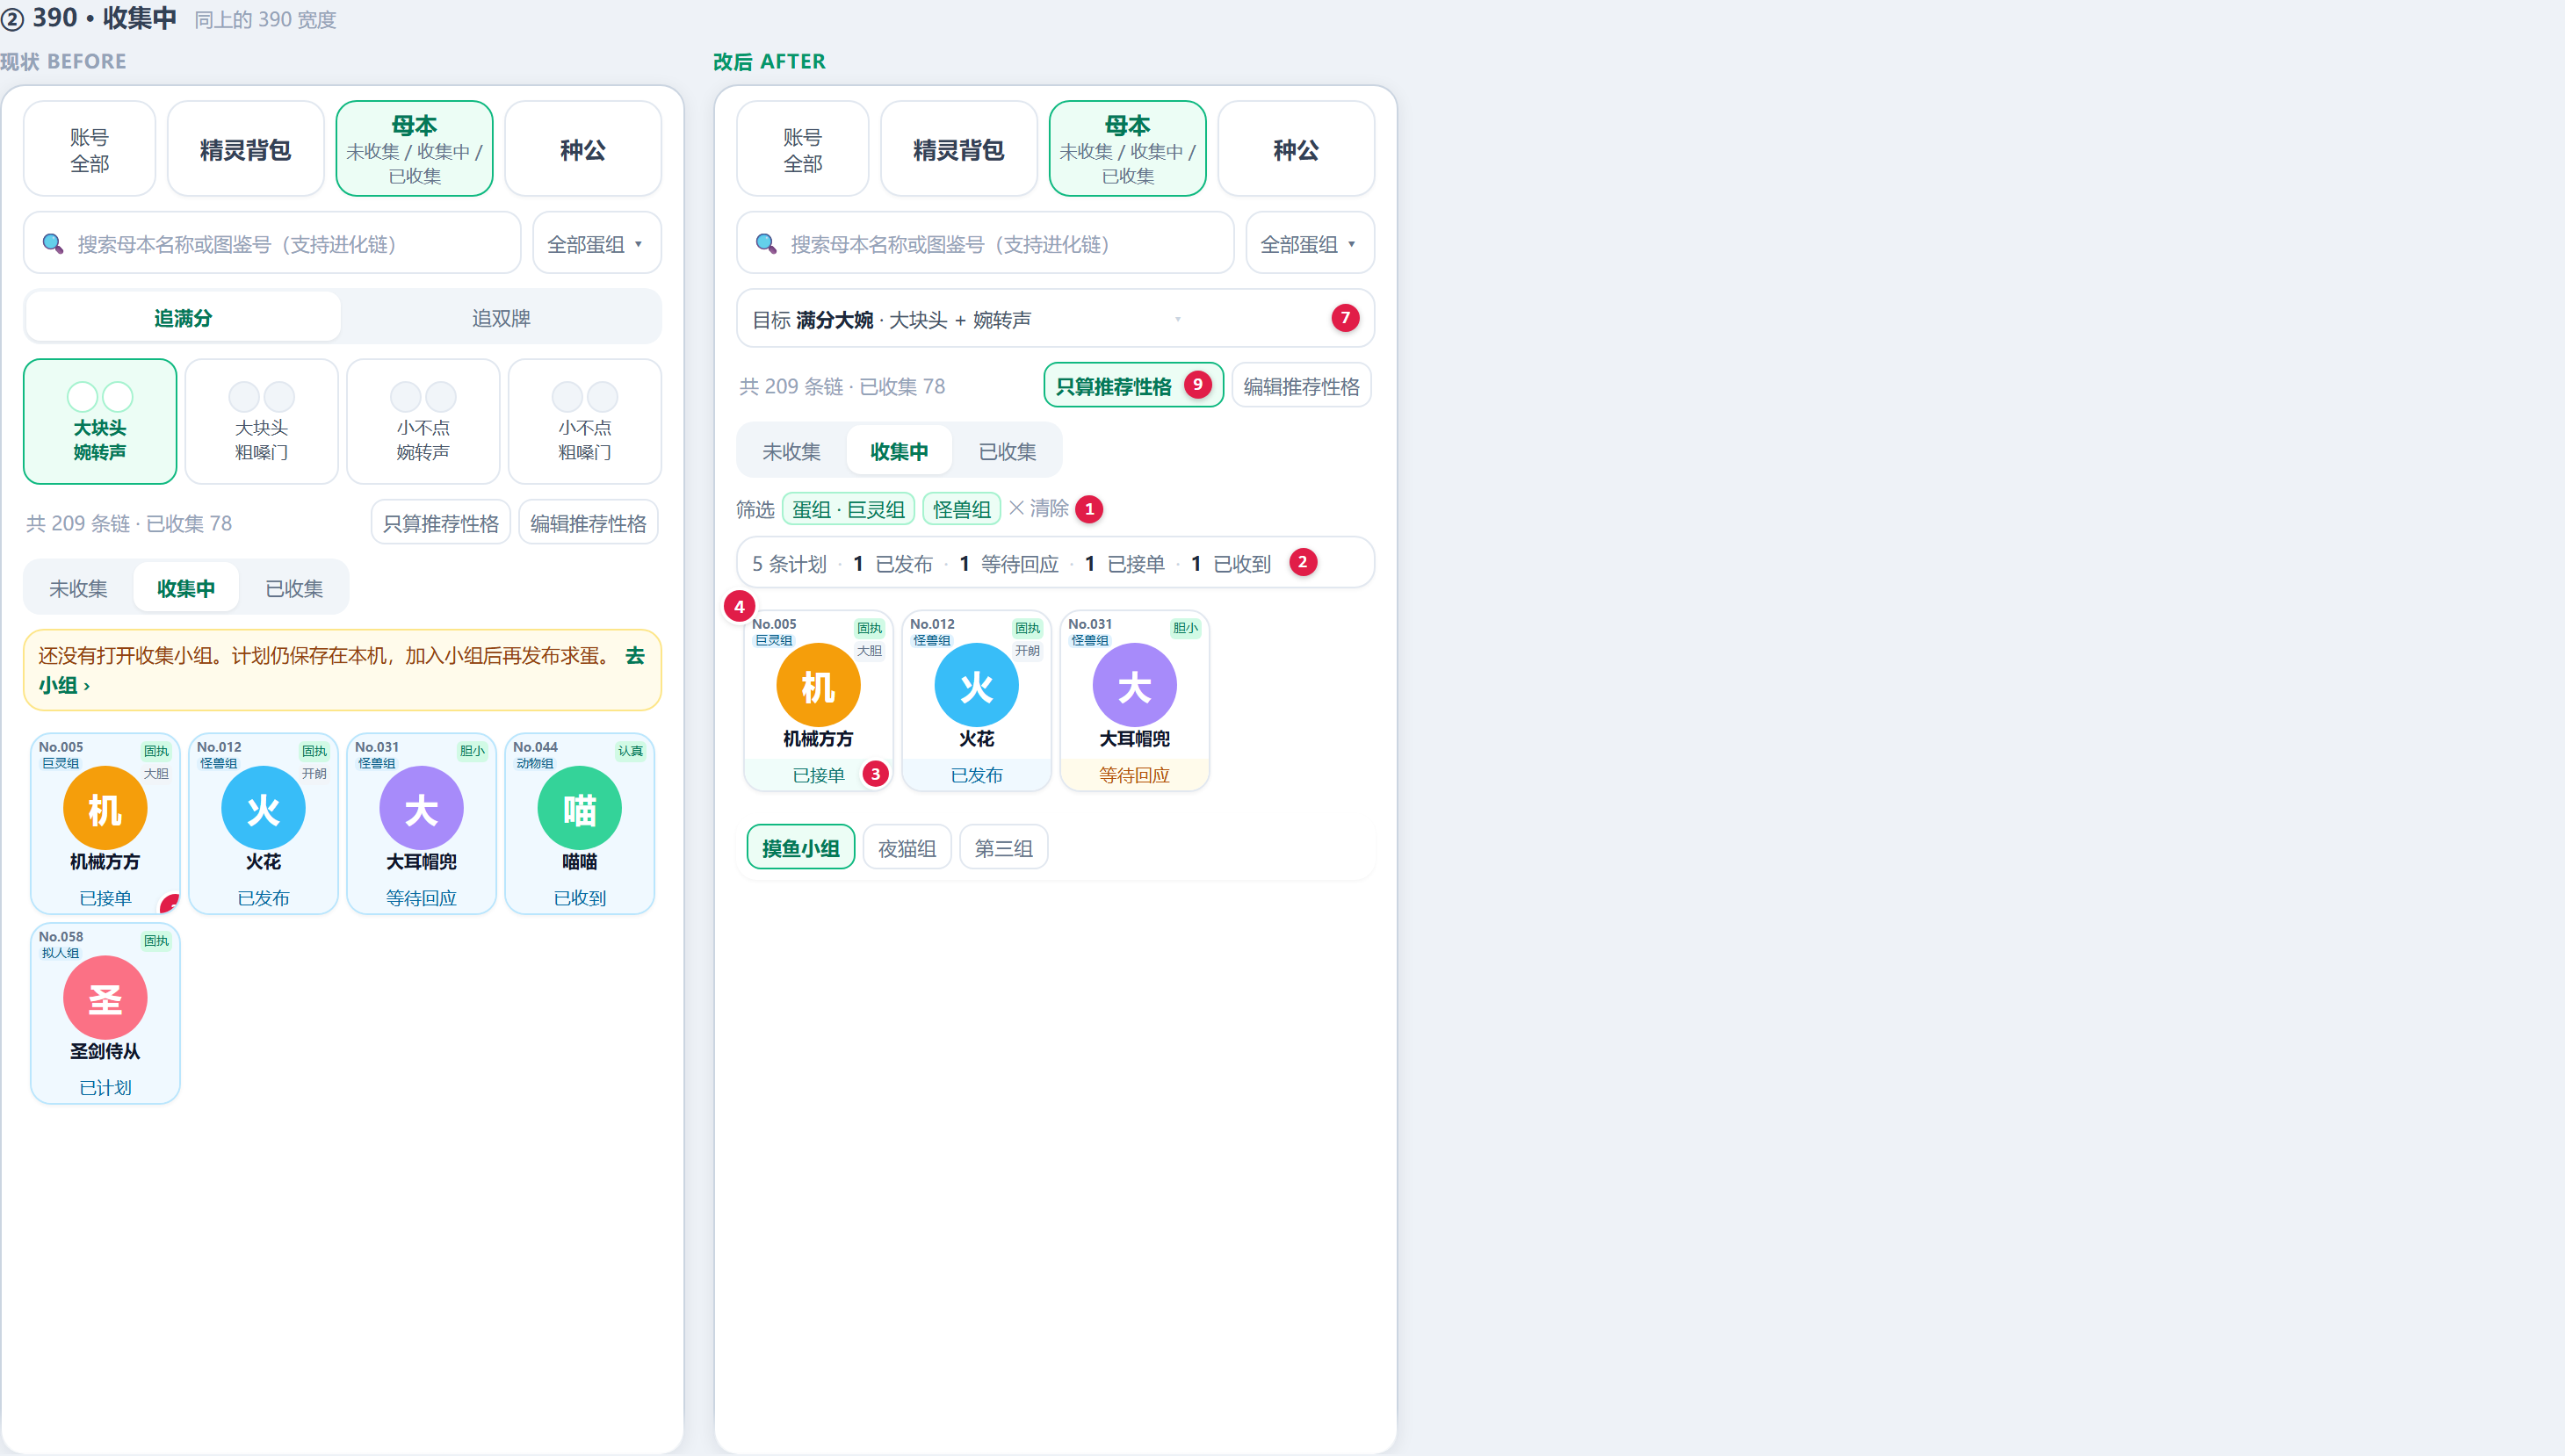 ② 390 • 收集中 同上的 390 宽度
现状 BEFORE
账号
全部
精灵背包
母本
未收集 / 收集中 /
已收集
种公
搜索母本名称或图鉴号（支持进化链）
全部蛋组 ▾
追满分
追双牌
大块头
婉转声
大块头
粗嗓门
小不点
婉转声
小不点
粗嗓门
共 209 条链 · 已收集 78
只算推荐性格
编辑推荐性格
未收集
收集中
已收集
还没有打开收集小组。计划仍保存在本机，加入小组后再发布求蛋。 去
小组 ›
No.005
巨灵组
固执
大胆
机
机械方方
已接单
No.012
怪兽组
固执
开朗
火
火花
已发布
No.031
怪兽组
胆小
大
大耳帽兜
等待回应
No.044
动物组
认真
喵
喵喵
已收到
No.058
拟人组
固执
圣
圣剑侍从
已计划
改后 AFTER
账号
全部
精灵背包
母本
未收集 / 收集中 /
已收集
种公
搜索母本名称或图鉴号（支持进化链）
全部蛋组 ▾
目标 满分大婉 · 大块头 + 婉转声 ▾ 7
共 209 条链 · 已收集 78
只算推荐性格 9
编辑推荐性格
未收集
收集中
已收集
筛选 蛋组 · 巨灵组 怪兽组 × 清除 1
5 条计划 · 1 已发布 · 1 等待回应 · 1 已接单 · 1 已收到 2
4
No.005
巨灵组
固执
大胆
机
机械方方
已接单 3
No.012
怪兽组
固执
开朗
火
火花
已发布
No.031
怪兽组
胆小
大
大耳帽兜
等待回应
摸鱼小组
夜猫组
第三组